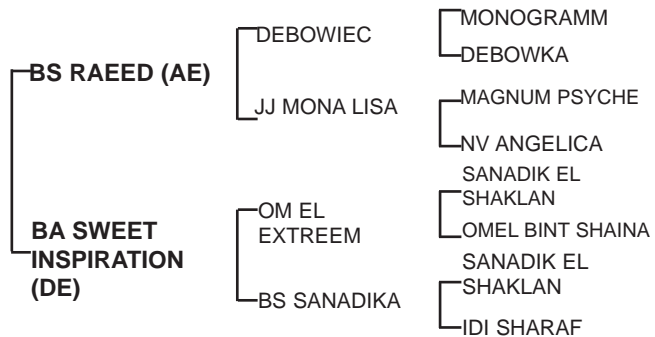 MONOGRAMM
DEBOWIEC
DEBOWKA
BS RAEED (AE)
MAGNUM PSYCHE
JJ MONA LISA
NV ANGELICA
SANADIK EL
SHAKLAN
OM EL
EXTREEM
OMEL BINT SHAINA
BA SWEET
INSPIRATION
(DE)
SANADIK EL
SHAKLAN
BS SANADIKA
IDI SHARAF